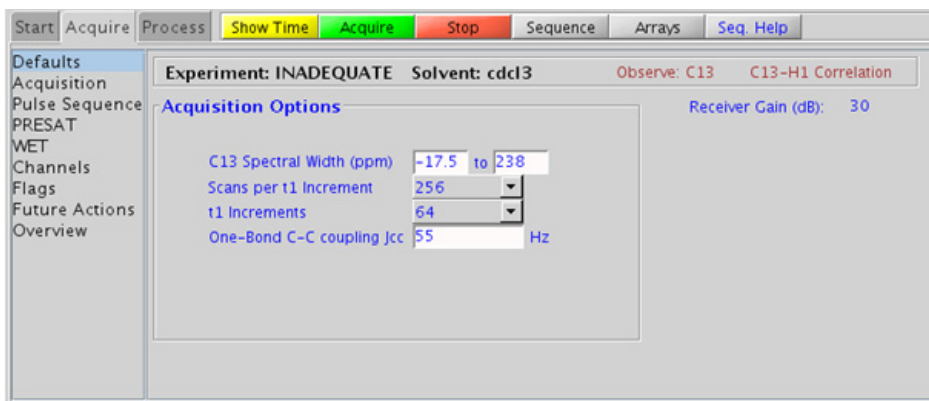 Start Acquire Process Show Time Acquire Stop Sequence Arrays Seq. Help
Defaults
Acquisition
Pulse Sequence
PRESAT
WET
Channels
Flags
Future Actions
Overview
Experiment: INADEQUATE Solvent: cdcl3 Observe: C13 C13-H1 Correlation
Acquisition Options
Receiver Gain (dB): 30
C13 Spectral Width (ppm) -17.5 to 238
Scans per t1 Increment 256
t1 Increments 64
One-Bond C-C coupling Jcc 55 Hz